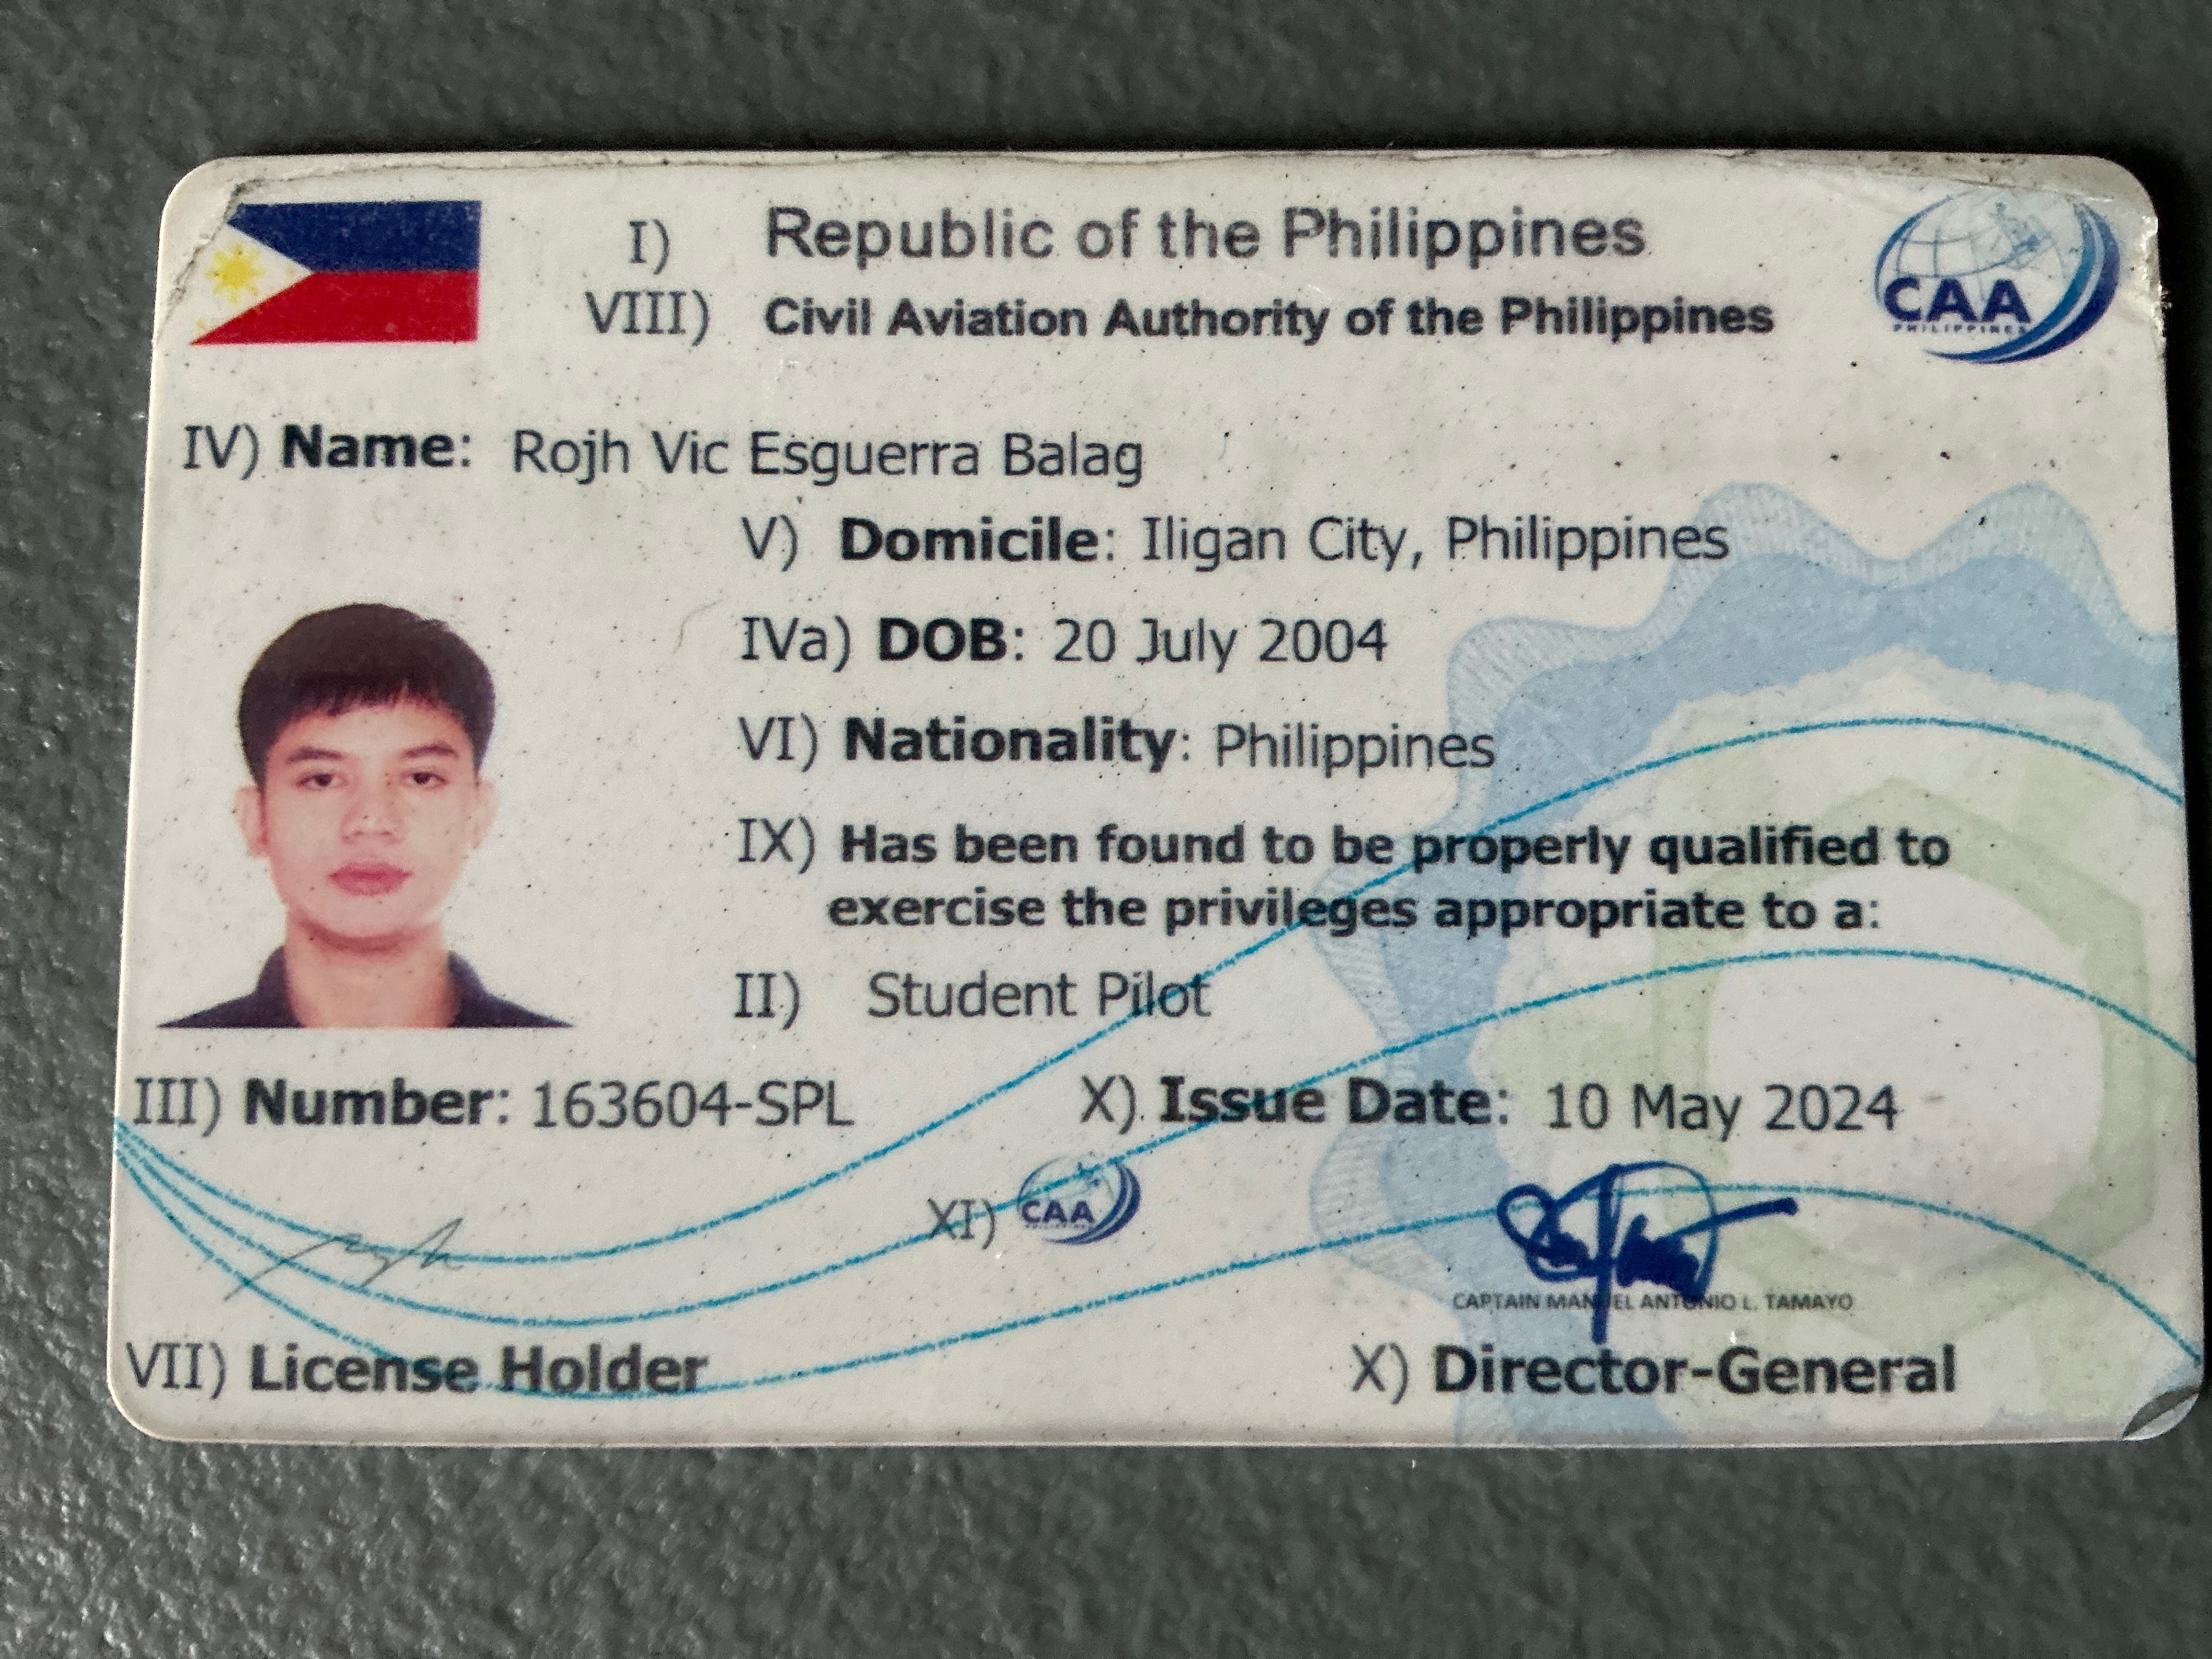 I) Republic of the Philippines
VIII) Civil Aviation Authority of the Philippines
CAA
PHILIPPINES
IV) Name: Rojh Vic Esguerra Balag
V) Domicile: Iligan City, Philippines
IVa) DOB: 20 July 2004
VI) Nationality: Philippines
IX) Has been found to be properly qualified to
exercise the privileges appropriate to a:
II) Student Pilot
III) Number: 163604-SPL X) Issue Date: 10 May 2024
XI) CAA
CAPTAIN MANUEL ANTONIO L. TAMAYO
VII) License Holder X) Director-General